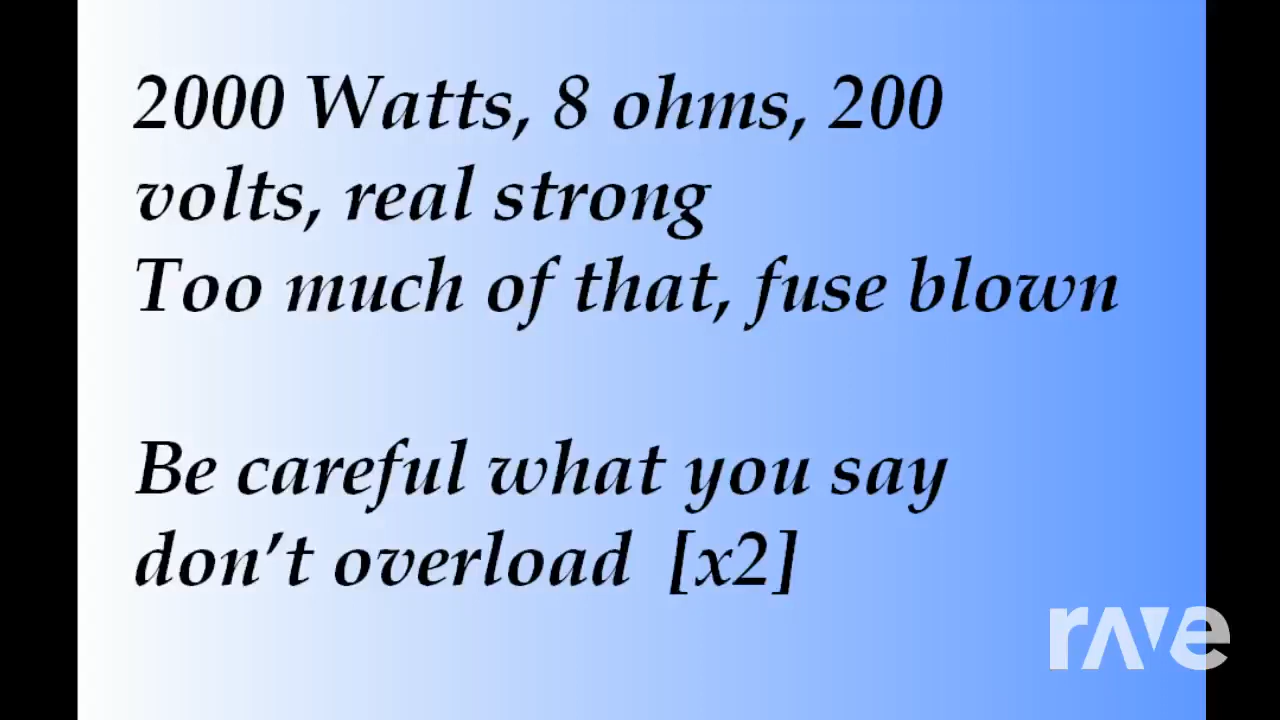 2000 Watts, 8 ohms, 200
volts, real strong
Too much of that, fuse blown
Be careful what you say
don't overload [x2]
rave